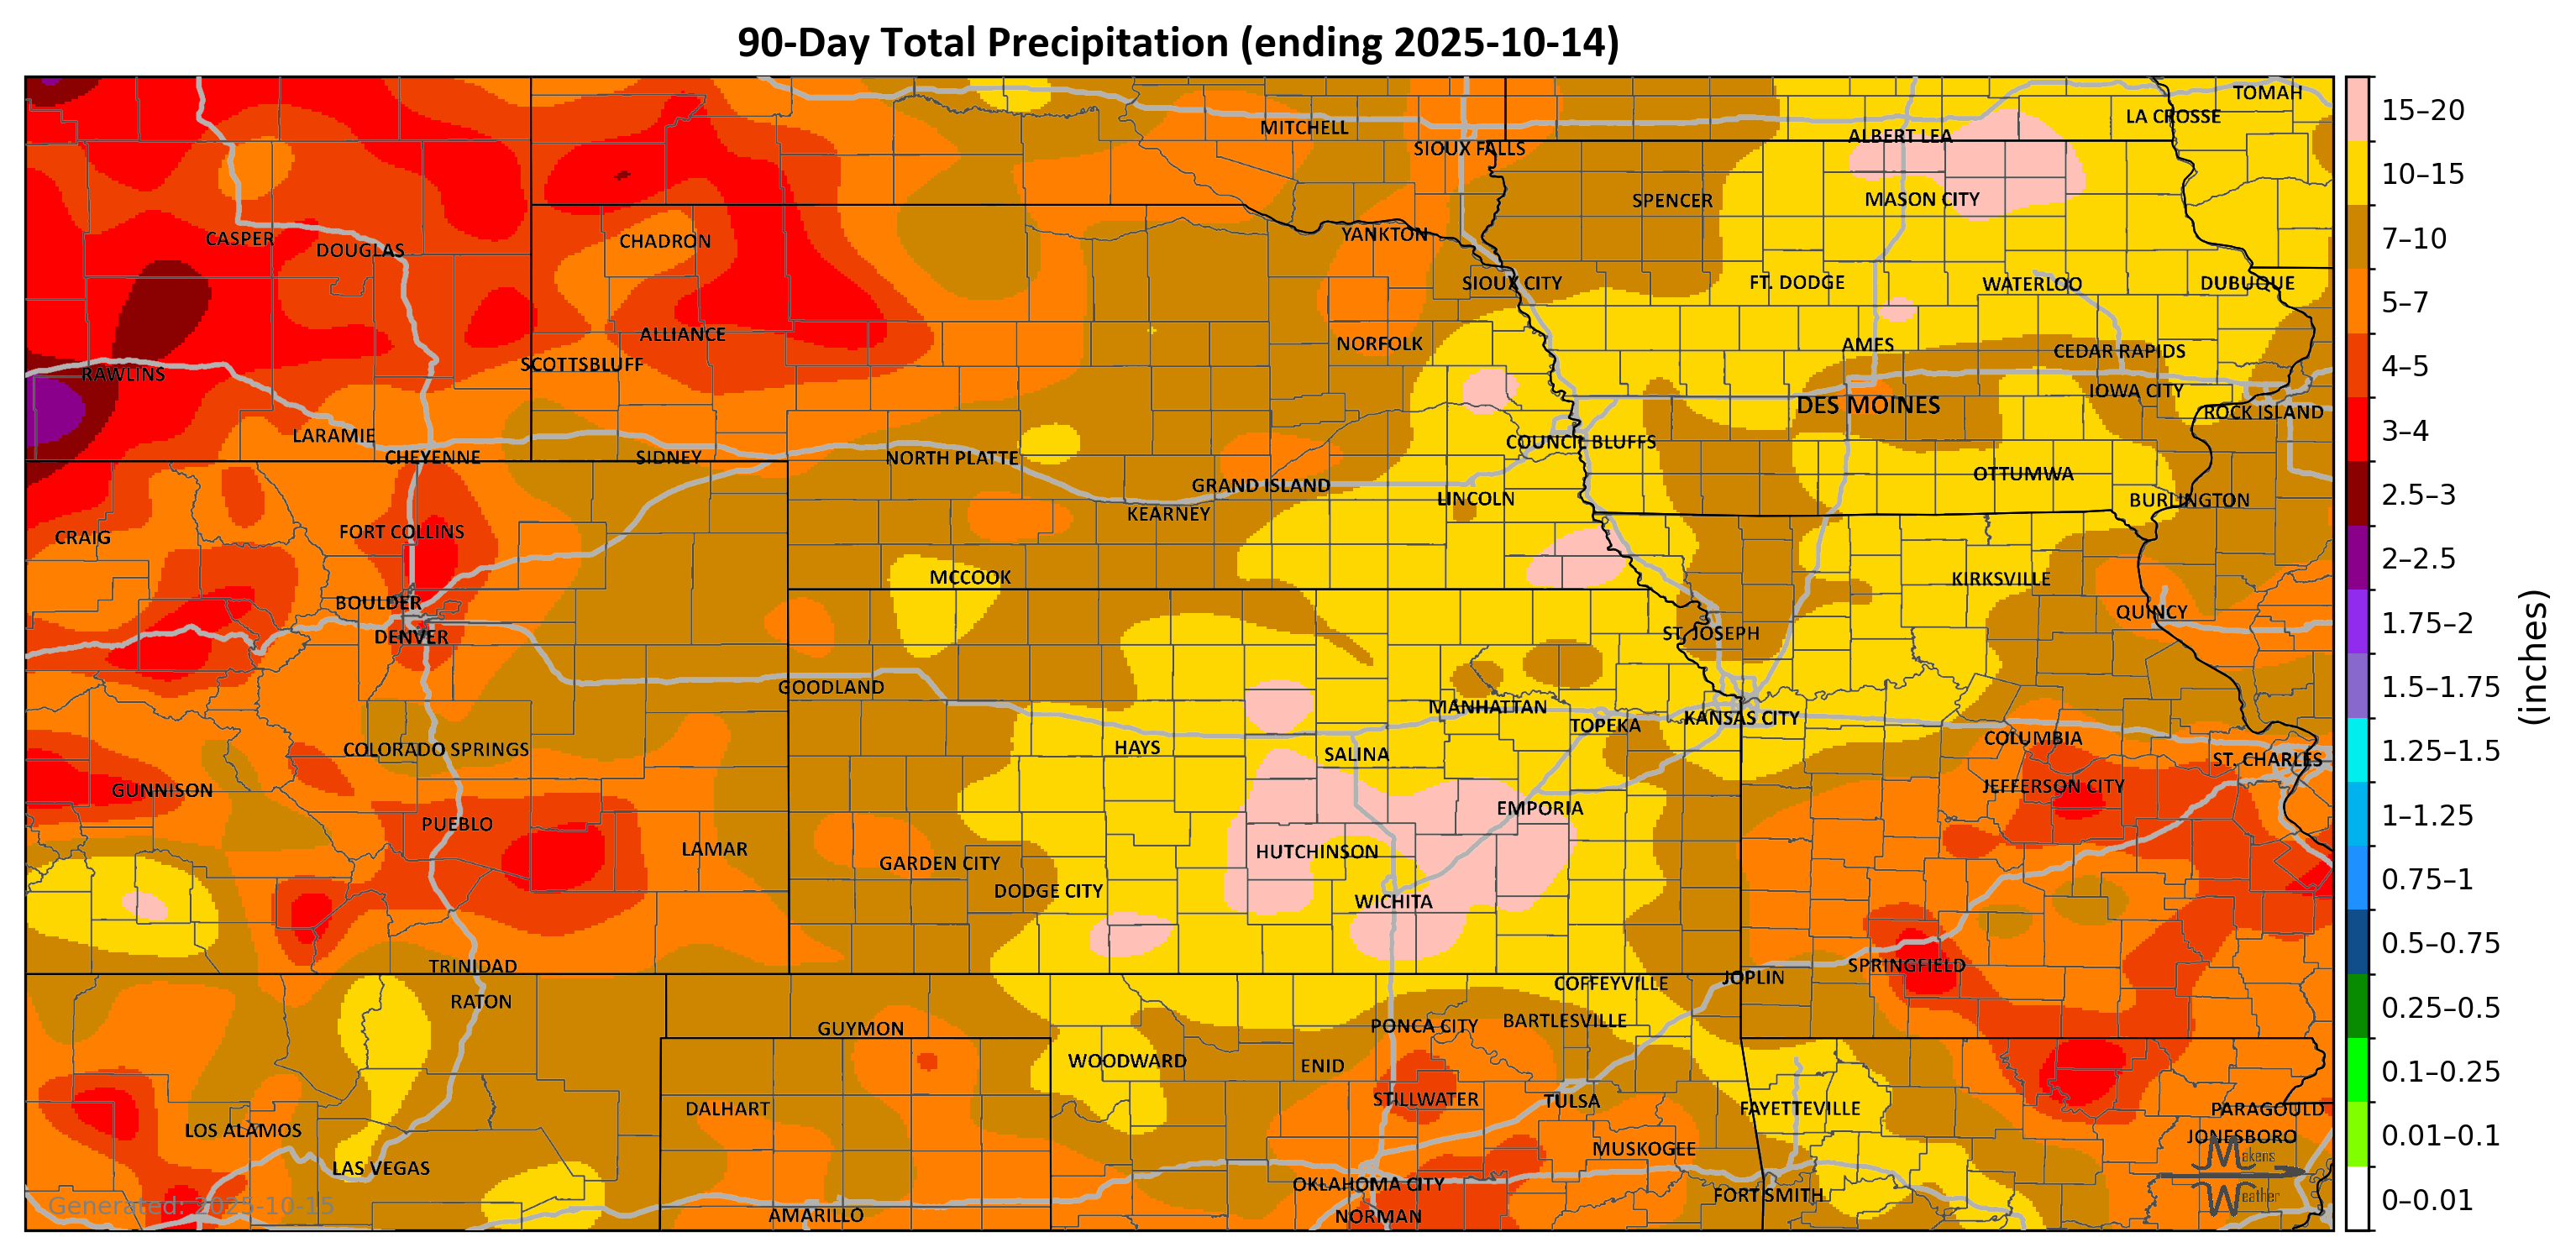 90-Day Total Precipitation (ending 2025-10-14)
TOMAH
LA CROSSE
MITCHELL
ALBERT LEA
SIOUX FALLS
SPENCER
MASON CITY
CASPER
DOUGLAS
CHADRON
YANKTON
SIOUX CITY
FT. DODGE
WATERLOO
DUBUQUE
ALLIANCE
NORFOLK
AMES
CEDAR RAPIDS
SCOTTSBLUFF
RAWLINS
IOWA CITY
DES MOINES
ROCK ISLAND
LARAMIE
COUNCIL BLUFFS
CHEYENNE
SIDNEY
NORTH PLATTE
OTTUMWA
GRAND ISLAND
LINCOLN
BURLINGTON
KEARNEY
CRAIG
FORT COLLINS
MCCOOK
KIRKSVILLE
BOULDER
QUINCY
DENVER
ST. JOSEPH
GOODLAND
MANHATTAN
TOPEKA
KANSAS CITY
COLUMBIA
COLORADO SPRINGS
HAYS
SALINA
ST. CHARLES
GUNNISON
JEFFERSON CITY
EMPORIA
PUEBLO
LAMAR
GARDEN CITY
HUTCHINSON
DODGE CITY
WICHITA
TRINIDAD
SPRINGFIELD
JOPLIN
COFFEYVILLE
RATON
GUYMON
PONCA CITY
BARTLESVILLE
WOODWARD
ENID
STILLWATER
TULSA
DALHART
FAYETTEVILLE
PARAGOULD
LOS ALAMOS
JONESBORO
MUSKOGEE
LAS VEGAS
OKLAHOMA CITY
FORT SMITH
AMARILLO
NORMAN
Makens
Weather
Generated: 2025-10-15
15–20
10–15
7–10
5–7
4–5
3–4
2.5–3
2–2.5
1.75–2
1.5–1.75
1.25–1.5
1–1.25
0.75–1
0.5–0.75
0.25–0.5
0.1–0.25
0.01–0.1
0–0.01
(inches)